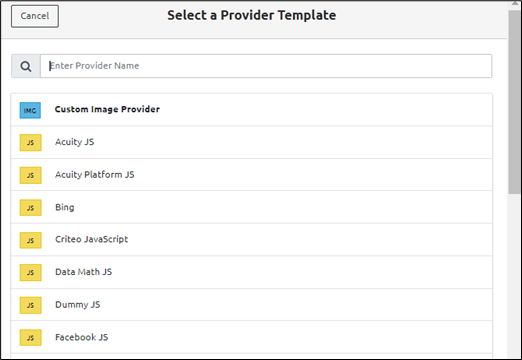 Cancel
Select a Provider Template
Enter Provider Name
IMG Custom Image Provider
JS Acuity JS
JS Acuity Platform JS
JS Bing
JS Criteo JavaScript
JS Data Math JS
JS Dummy JS
JS Facebook JS